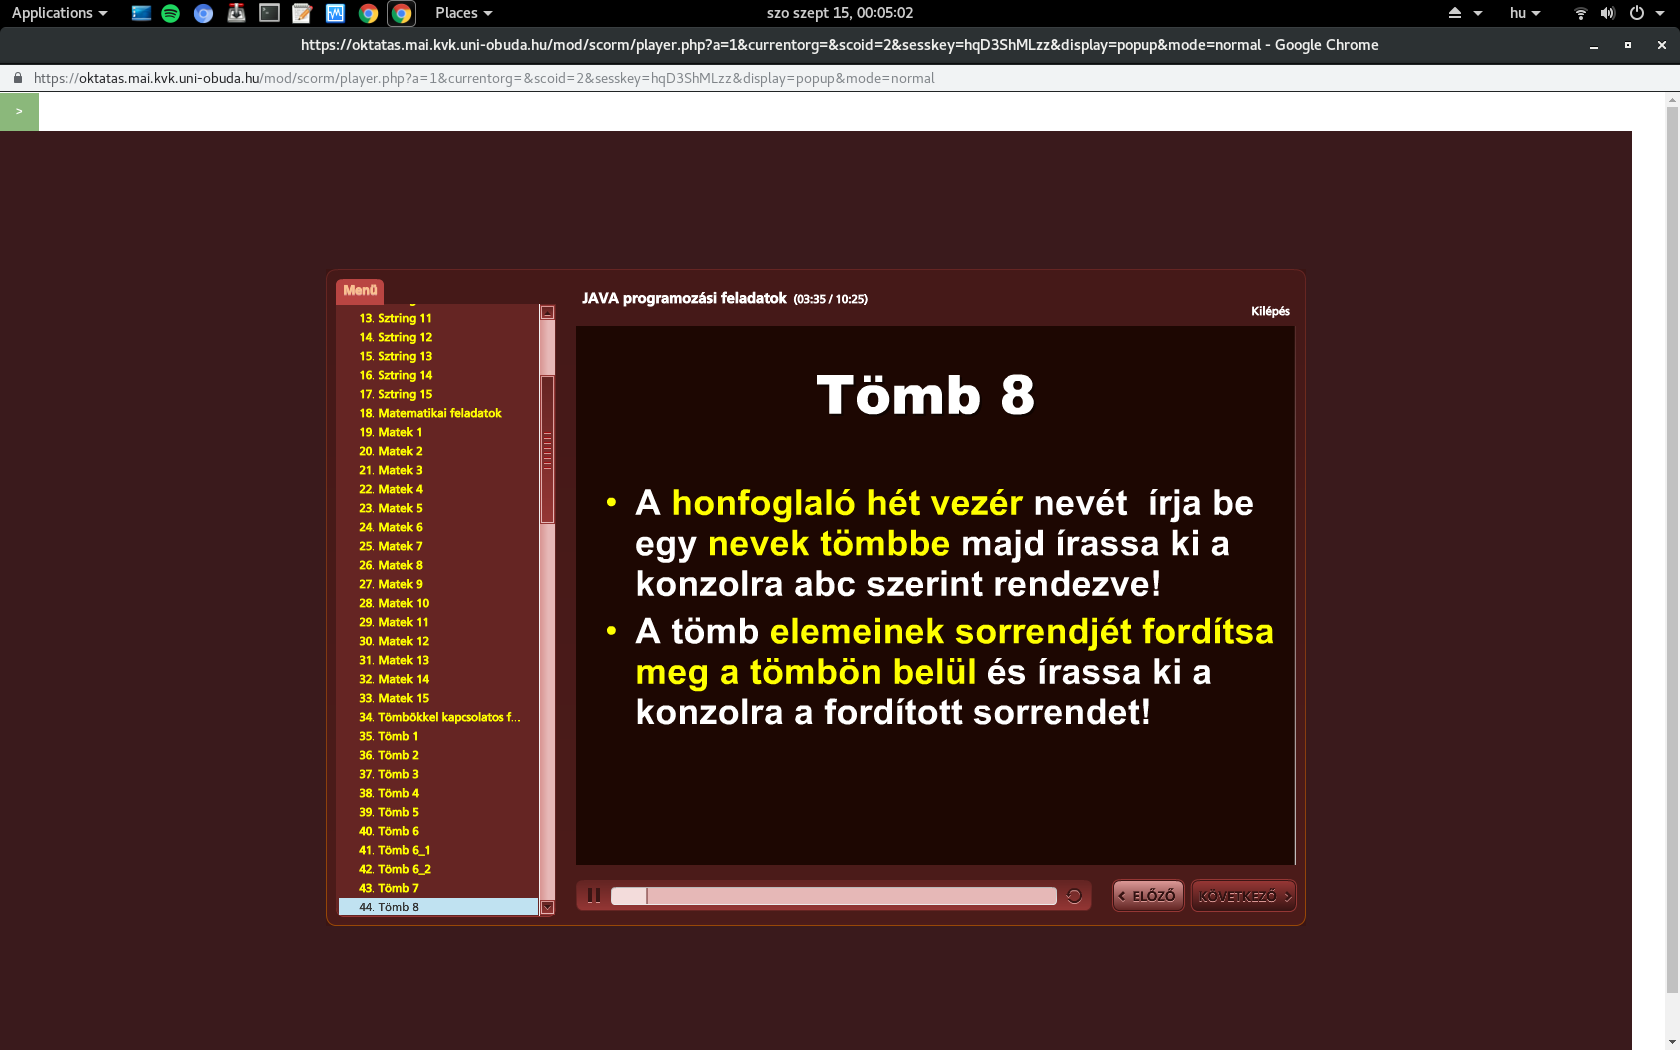 Applications
Places
szo szept 15, 00:05:02
hu
https://oktatas.mai.kvk.uni-obuda.hu/mod/scorm/player.php?a=1&currentorg=&scoid=2&sesskey=hqD3ShMLzz&display=popup&mode=normal - Google Chrome
https://oktatas.mai.kvk.uni-obuda.hu/mod/scorm/player.php?a=1&currentorg=&scoid=2&sesskey=hqD3ShMLzz&display=popup&mode=normal
>
Menü
13. Sztring 11
14. Sztring 12
15. Sztring 13
16. Sztring 14
17. Sztring 15
18. Matematikai feladatok
19. Matek 1
20. Matek 2
21. Matek 3
22. Matek 4
23. Matek 5
24. Matek 6
25. Matek 7
26. Matek 8
27. Matek 9
28. Matek 10
29. Matek 11
30. Matek 12
31. Matek 13
32. Matek 14
33. Matek 15
34. Tömbökkel kapcsolatos f...
35. Tömb 1
36. Tömb 2
37. Tömb 3
38. Tömb 4
39. Tömb 5
40. Tömb 6
41. Tömb 6_1
42. Tömb 6_2
43. Tömb 7
44. Tömb 8
JAVA programozási feladatok (03:35 / 10:25)
Kilépés
Tömb 8
• A honfoglaló hét vezér nevét írja be
egy nevek tömbbe majd írassa ki a
konzolra abc szerint rendezve!
• A tömb elemeinek sorrendjét fordítsa
meg a tömbön belül és írassa ki a
konzolra a fordított sorrendet!
< ELŐZŐ
KÖVETKEZŐ >